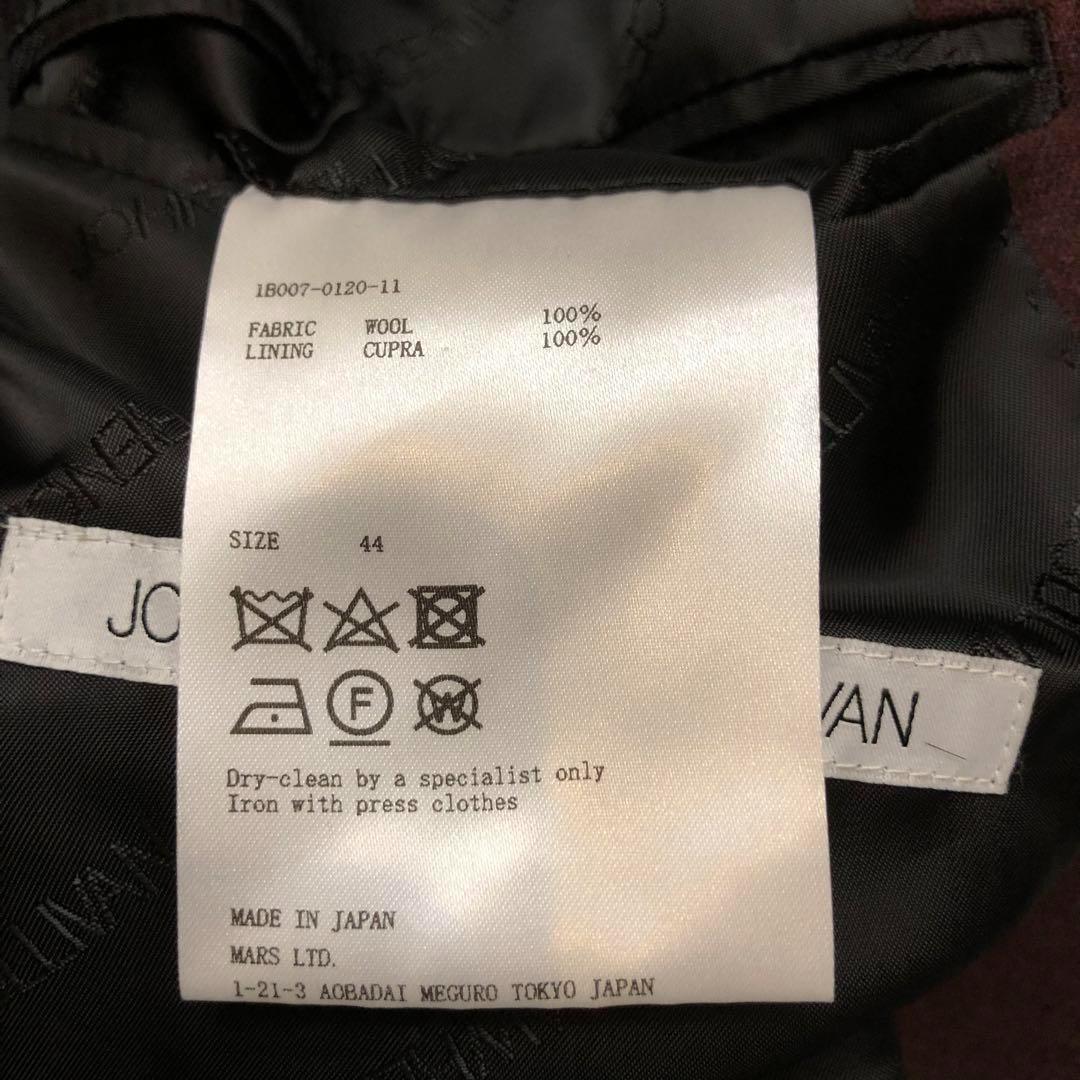 1B007-0120-11
FABRIC WOOL 100%
LINING CUPRA 100%
SIZE 44
F
W
Dry-clean by a specialist only
Iron with press clothes
MADE IN JAPAN
MARS LTD.
1-21-3 AOBADAI MEGURO TOKYO JAPAN
JO
VAN